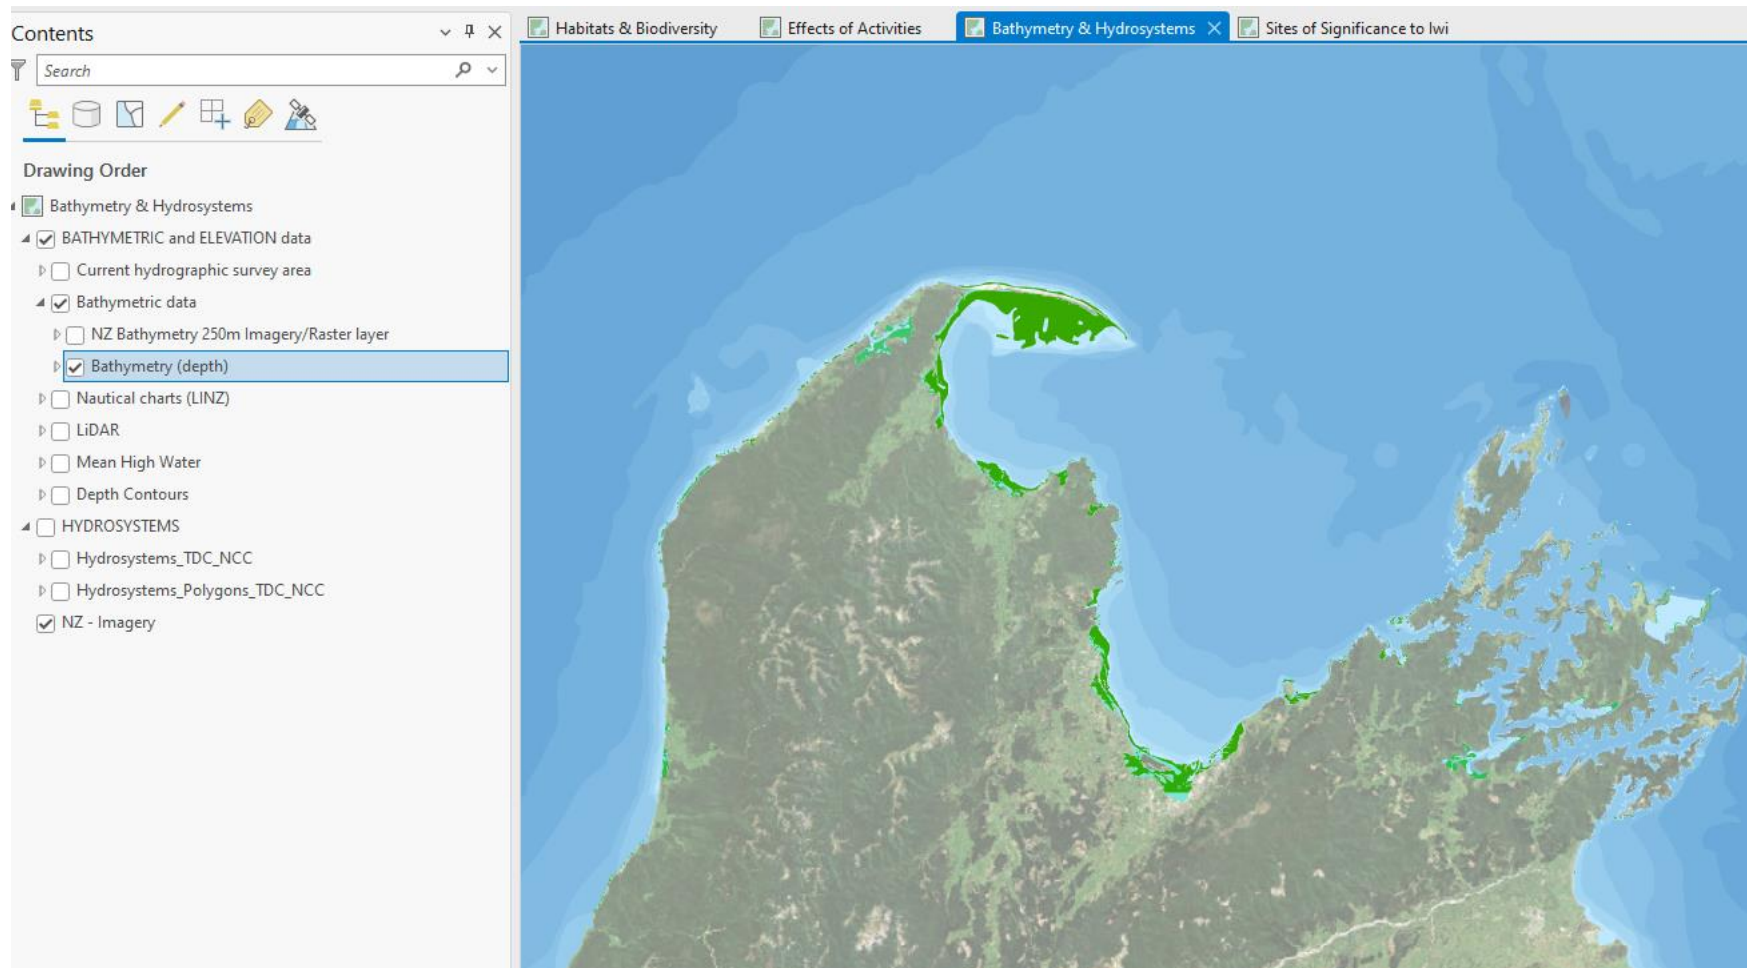 Contents
Habitats & Biodiversity
Effects of Activities
Bathymetry & Hydrosystems
Sites of Significance to Iwi
Search
Drawing Order
Bathymetry & Hydrosystems
BATHYMETRIC and ELEVATION data
Current hydrographic survey area
Bathymetric data
NZ Bathymetry 250m Imagery/Raster layer
Bathymetry (depth)
Nautical charts (LINZ)
LiDAR
Mean High Water
Depth Contours
HYDROSYSTEMS
Hydrosystems_TDC_NCC
Hydrosystems_Polygons_TDC_NCC
NZ - Imagery